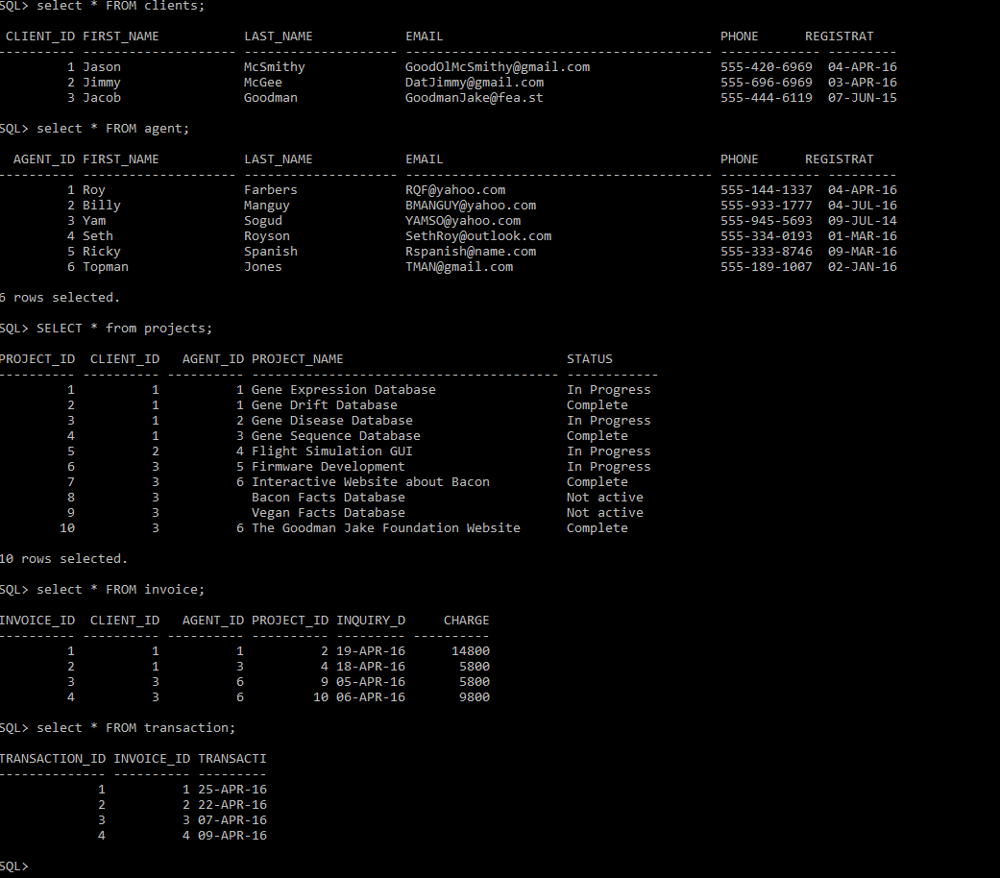 SQL> select * FROM clients;
CLIENT_ID FIRST_NAME LAST_NAME EMAIL PHONE REGISTRAT
---------- -------------------- -------------------- ---------------------------------------- ------------ ---------
1 Jason McSmithy GoodOlMcSmithy@gmail.com 555-420-6969 04-APR-16
2 Jimmy McGee DatJimmy@gmail.com 555-696-6969 03-APR-16
3 Jacob Goodman GoodmanJake@fea.st 555-444-6119 07-JUN-15
SQL> select * FROM agent;
AGENT_ID FIRST_NAME LAST_NAME EMAIL PHONE REGISTRAT
---------- -------------------- -------------------- ---------------------------------------- ------------- ---------
1 Roy Farbers RQF@yahoo.com 555-144-1337 04-APR-16
2 Billy Manguy BMANGUY@yahoo.com 555-933-1777 04-JUL-16
3 Yam Sogud YAMSO@yahoo.com 555-945-5693 09-JUL-14
4 Seth Royson SethRoy@outlook.com 555-334-0193 01-MAR-16
5 Ricky Spanish Rspanish@name.com 555-333-8746 09-MAR-16
6 Topman Jones TMAN@gmail.com 555-189-1007 02-JAN-16
6 rows selected.
SQL> SELECT * from projects;
PROJECT_ID CLIENT_ID AGENT_ID PROJECT_NAME STATUS
---------- ---------- ---------- ---------------------------------------- ------------
1 1 1 Gene Expression Database In Progress
2 1 1 Gene Drift Database Complete
3 1 2 Gene Disease Database In Progress
4 1 3 Gene Sequence Database Complete
5 2 4 Flight Simulation GUI In Progress
6 3 5 Firmware Development In Progress
7 3 6 Interactive Website about Bacon Complete
8 3 Bacon Facts Database Not active
9 3 Vegan Facts Database Not active
10 3 6 The Goodman Jake Foundation Website Complete
10 rows selected.
SQL> select * FROM invoice;
INVOICE_ID CLIENT_ID AGENT_ID PROJECT_ID INQUIRY_D CHARGE
---------- ---------- ---------- ---------- --------- ----------
1 1 1 2 19-APR-16 14800
2 1 3 4 18-APR-16 5800
3 3 6 9 05-APR-16 5800
4 3 6 10 06-APR-16 9800
SQL> select * FROM transaction;
TRANSACTION_ID INVOICE_ID TRANSACTI
-------------- ---------- ---------
1 1 25-APR-16
2 2 22-APR-16
3 3 07-APR-16
4 4 09-APR-16
SQL>